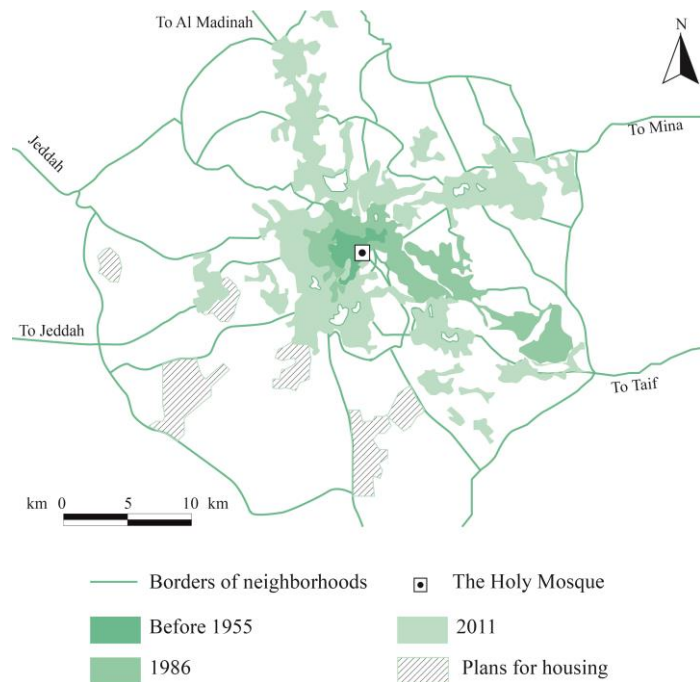 To Al Madinah
N
To Mina
Jeddah
To Jeddah
To Taif
km 0 5 10 km
Borders of neighborhoods
The Holy Mosque
Before 1955
2011
1986
Plans for housing